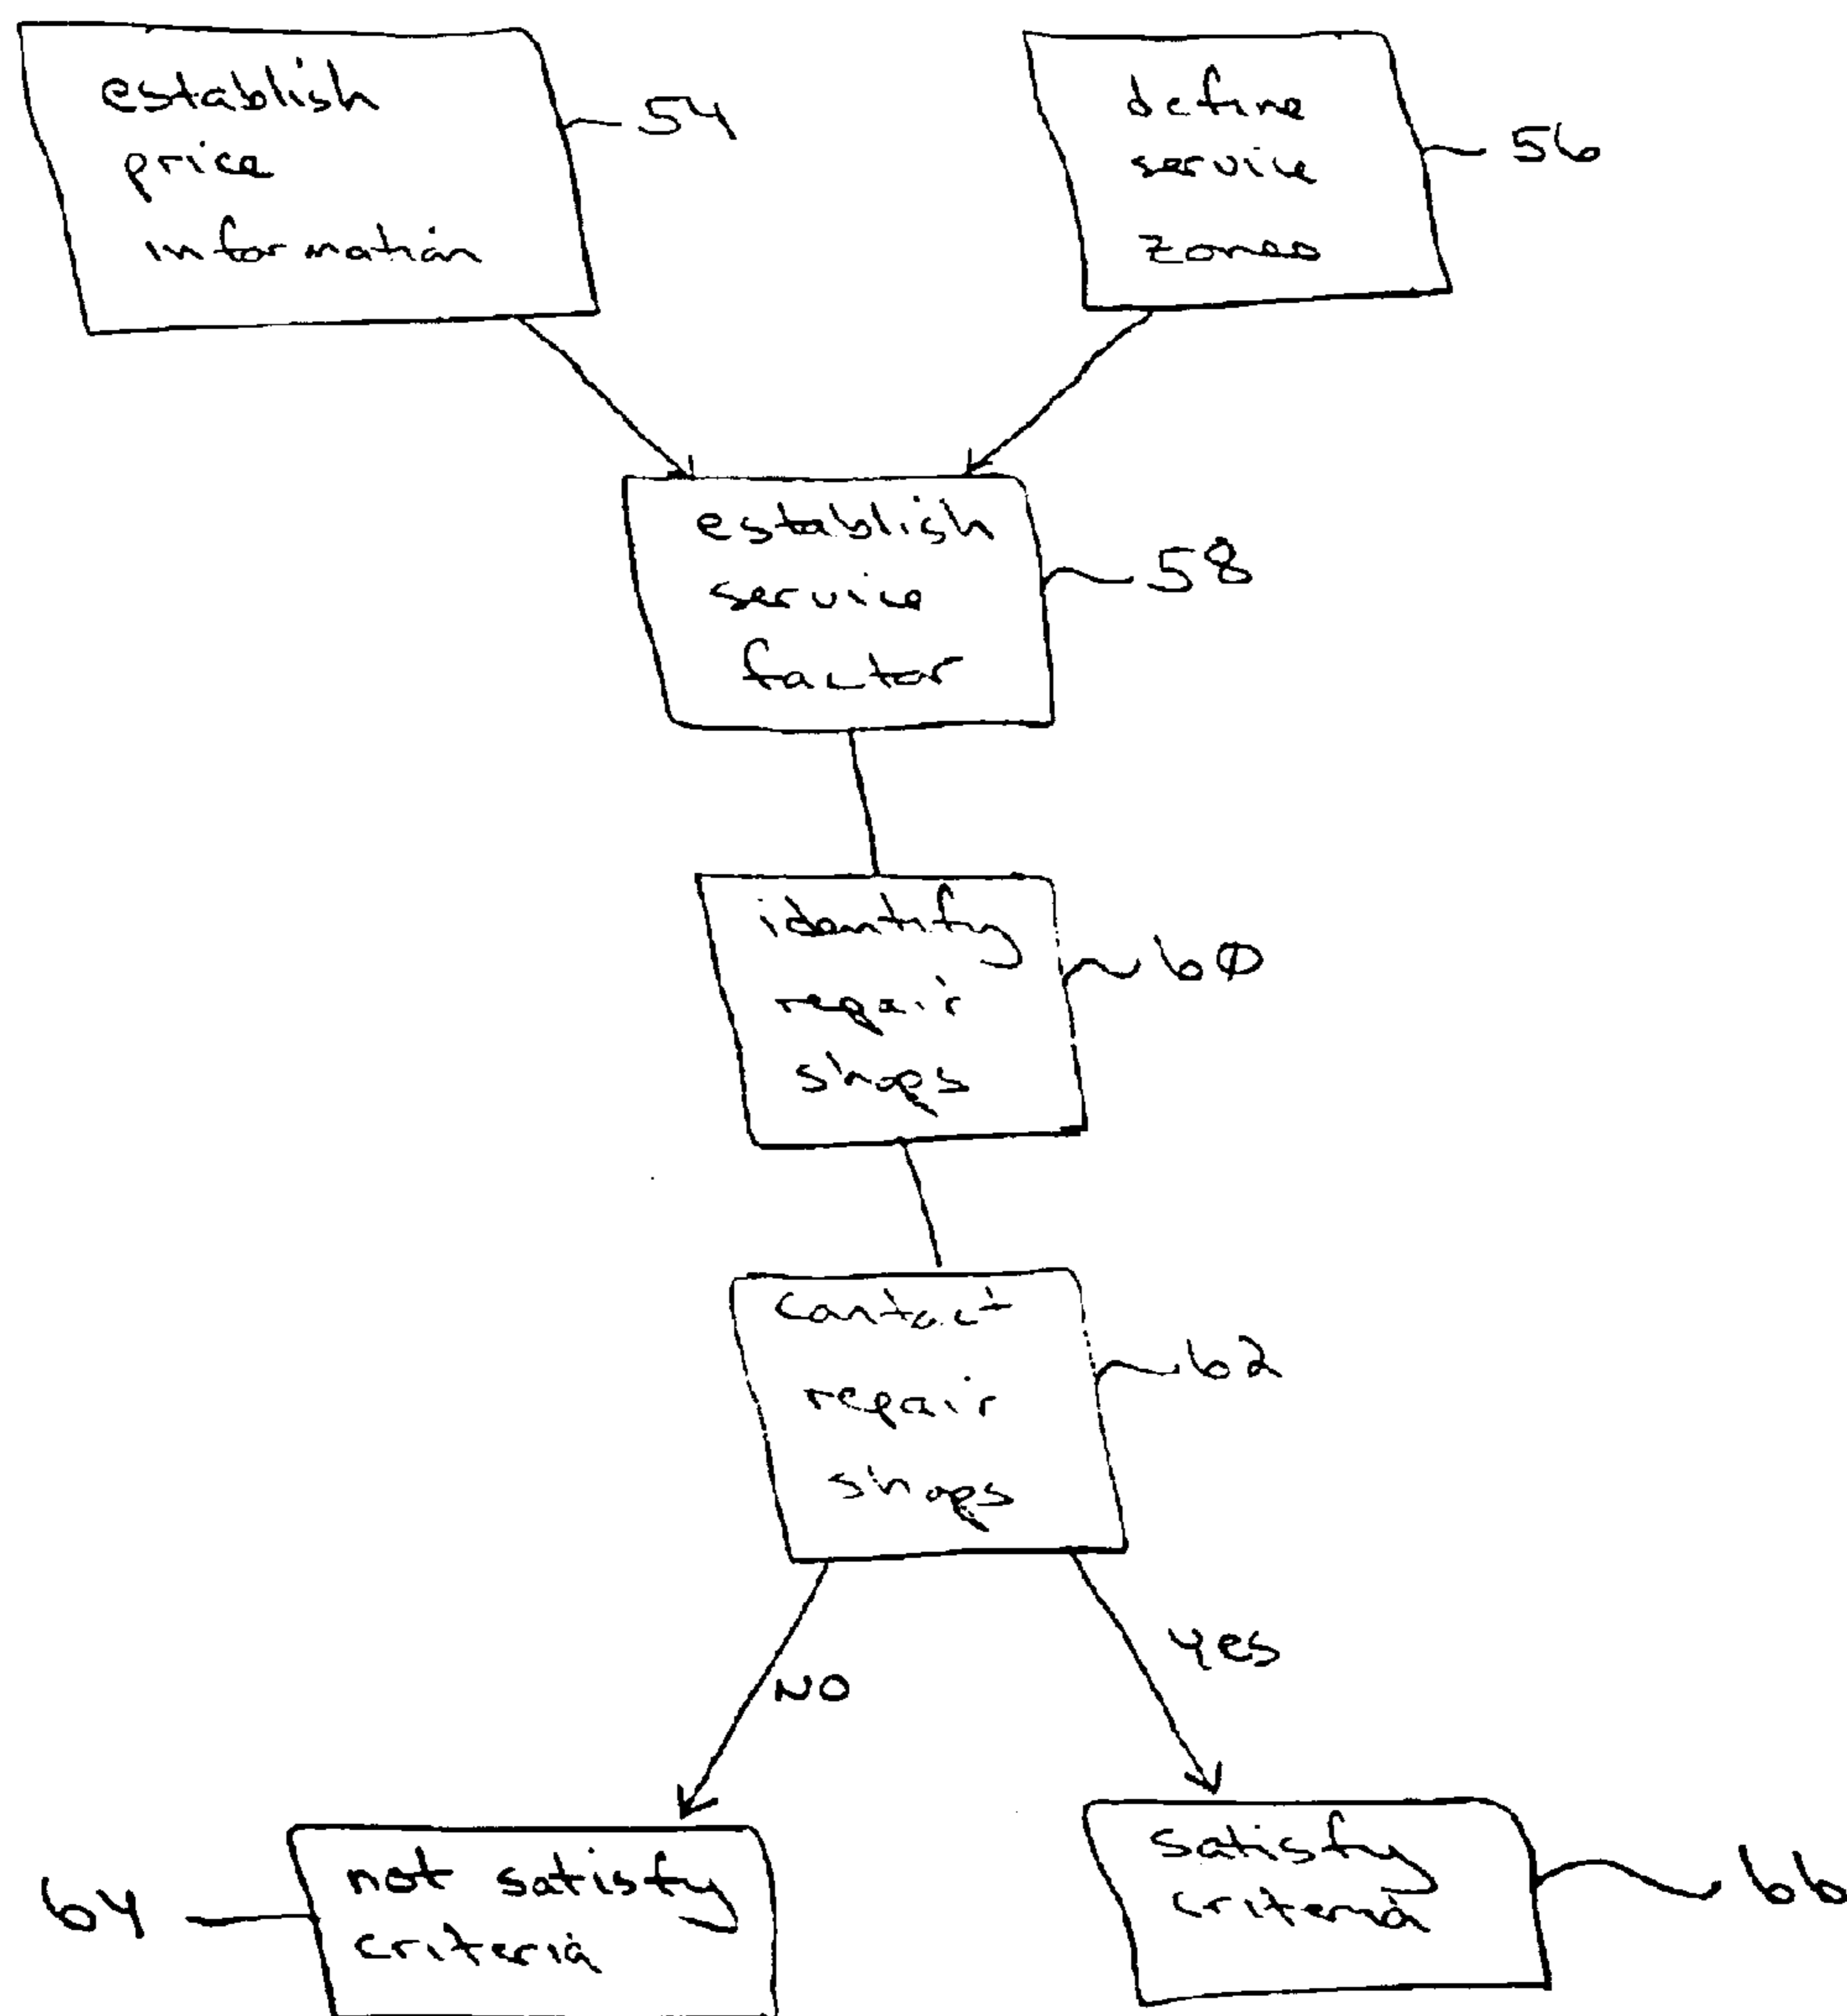 establish
price
information
54
define
service
zones
56
establish
service
factor
58
identify
repair
shops
60
contact
repair
shops
62
NO
yes
64
not satisfy
criteria
satisfy
criteria
66